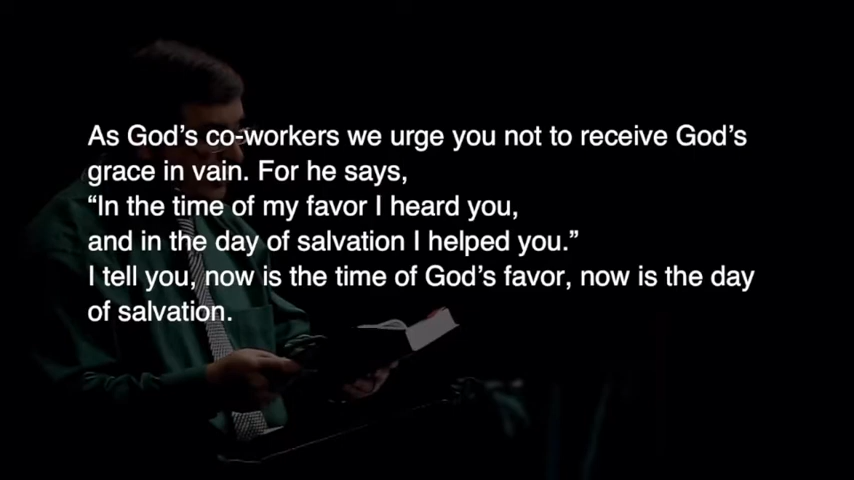 As God’s co-workers we urge you not to receive God’s
grace in vain. For he says,
“In the time of my favor I heard you,
and in the day of salvation I helped you.”
I tell you, now is the time of God’s favor, now is the day
of salvation.